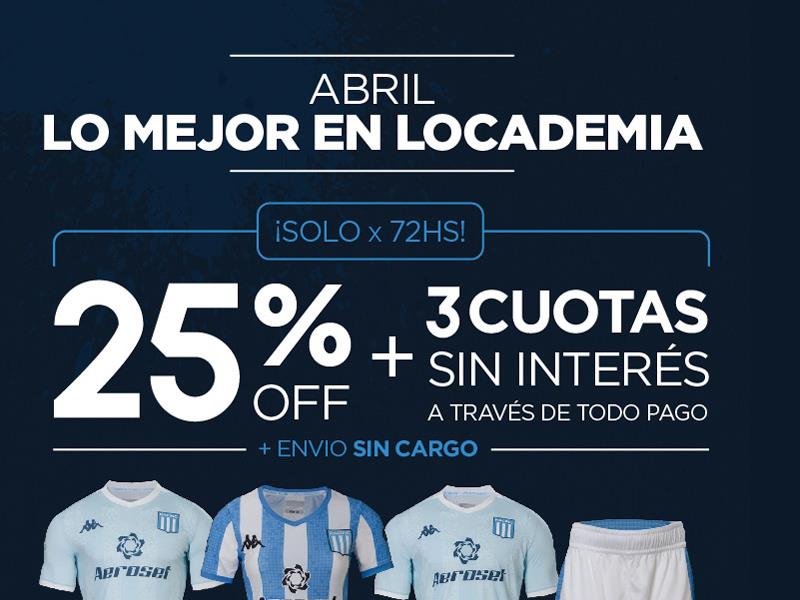 ABRIL
LO MEJOR EN LOCADEMIA
¡SOLO x 72HS!
25% OFF
+
3 CUOTAS
SIN INTERÉS
A TRAVÉS DE TODO PAGO
+ ENVIO SIN CARGO
Aeroset
Aeroset